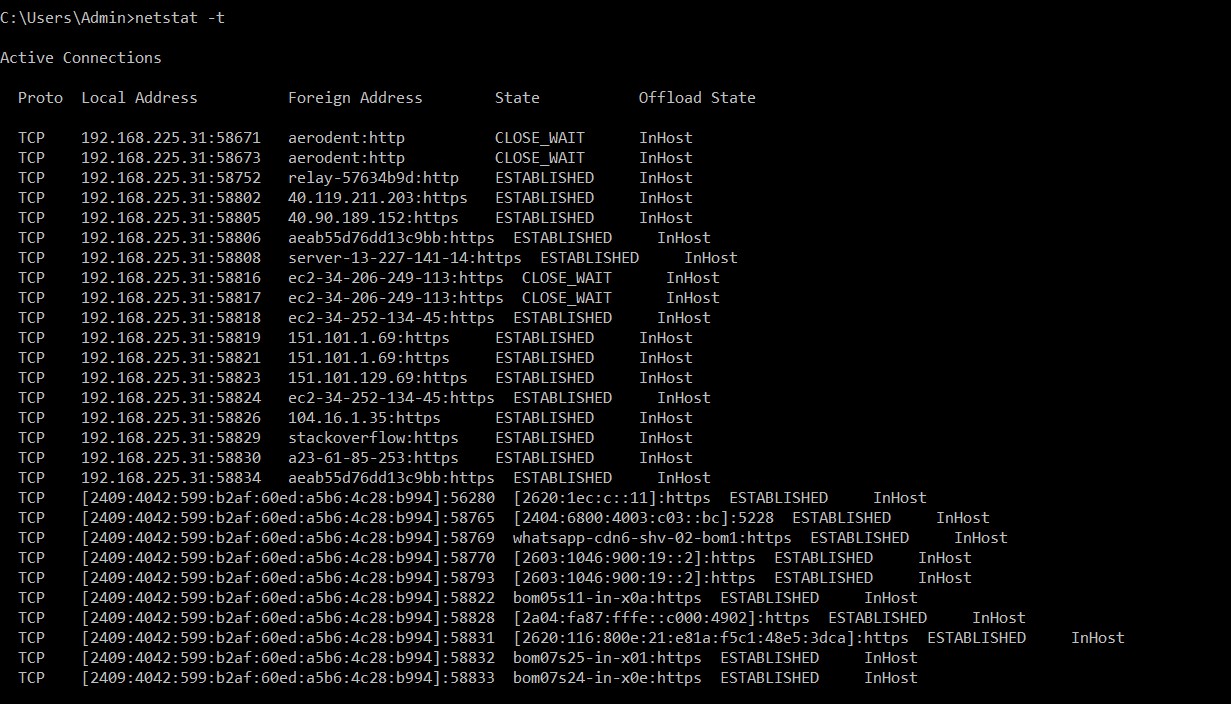 C:\Users\Admin>netstat -t
Active Connections
Proto  Local Address          Foreign Address        State           Offload State
TCP    192.168.225.31:58671   aerodent:http          CLOSE_WAIT      InHost
TCP    192.168.225.31:58673   aerodent:http          CLOSE_WAIT      InHost
TCP    192.168.225.31:58752   relay-57634b9d:http    ESTABLISHED     InHost
TCP    192.168.225.31:58802   40.119.211.203:https   ESTABLISHED     InHost
TCP    192.168.225.31:58805   40.90.189.152:https    ESTABLISHED     InHost
TCP    192.168.225.31:58806   aeab55d76dd13c9bb:https  ESTABLISHED     InHost
TCP    192.168.225.31:58808   server-13-227-141-14:https  ESTABLISHED     InHost
TCP    192.168.225.31:58816   ec2-34-206-249-113:https  CLOSE_WAIT      InHost
TCP    192.168.225.31:58817   ec2-34-206-249-113:https  CLOSE_WAIT      InHost
TCP    192.168.225.31:58818   ec2-34-252-134-45:https  ESTABLISHED     InHost
TCP    192.168.225.31:58819   151.101.1.69:https     ESTABLISHED     InHost
TCP    192.168.225.31:58821   151.101.1.69:https     ESTABLISHED     InHost
TCP    192.168.225.31:58823   151.101.129.69:https   ESTABLISHED     InHost
TCP    192.168.225.31:58824   ec2-34-252-134-45:https  ESTABLISHED     InHost
TCP    192.168.225.31:58826   104.16.1.35:https      ESTABLISHED     InHost
TCP    192.168.225.31:58829   stackoverflow:https    ESTABLISHED     InHost
TCP    192.168.225.31:58830   a23-61-85-253:https    ESTABLISHED     InHost
TCP    192.168.225.31:58834   aeab55d76dd13c9bb:https  ESTABLISHED     InHost
TCP    [2409:4042:599:b2af:60ed:a5b6:4c28:b994]:56280  [2620:1ec:c::11]:https  ESTABLISHED     InHost
TCP    [2409:4042:599:b2af:60ed:a5b6:4c28:b994]:58765  [2404:6800:4003:c03::bc]:5228  ESTABLISHED     InHost
TCP    [2409:4042:599:b2af:60ed:a5b6:4c28:b994]:58769  whatsapp-cdn6-shv-02-bom1:https  ESTABLISHED     InHost
TCP    [2409:4042:599:b2af:60ed:a5b6:4c28:b994]:58770  [2603:1046:900:19::2]:https  ESTABLISHED     InHost
TCP    [2409:4042:599:b2af:60ed:a5b6:4c28:b994]:58793  [2603:1046:900:19::2]:https  ESTABLISHED     InHost
TCP    [2409:4042:599:b2af:60ed:a5b6:4c28:b994]:58822  bom05s11-in-x0a:https  ESTABLISHED     InHost
TCP    [2409:4042:599:b2af:60ed:a5b6:4c28:b994]:58828  [2a04:fa87:fffe::c000:4902]:https  ESTABLISHED     InHost
TCP    [2409:4042:599:b2af:60ed:a5b6:4c28:b994]:58831  [2620:116:800e:21:e81a:f5c1:48e5:3dca]:https  ESTABLISHED     InHost
TCP    [2409:4042:599:b2af:60ed:a5b6:4c28:b994]:58832  bom07s25-in-x01:https  ESTABLISHED     InHost
TCP    [2409:4042:599:b2af:60ed:a5b6:4c28:b994]:58833  bom07s24-in-x0e:https  ESTABLISHED     InHost